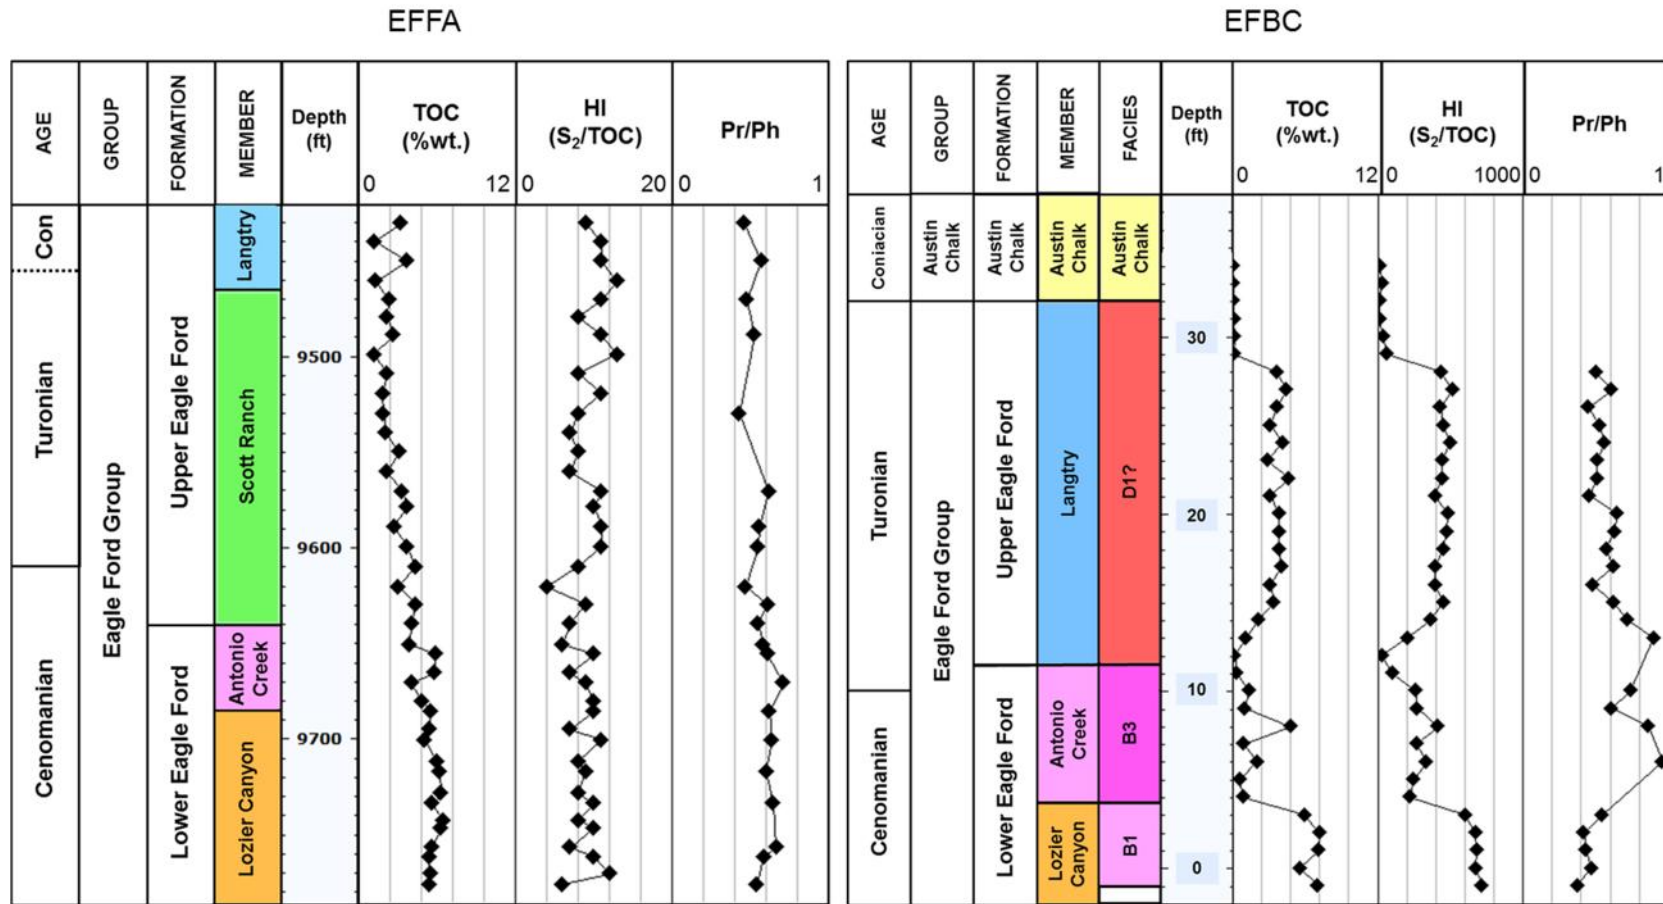 EFFA
AGE
GROUP
FORMATION
MEMBER
Depth
(ft)
TOC
(%wt.)
0 12
HI
(S₂/TOC)
0 20
Pr/Ph
0 1
Con
Turonian
Cenomanian
Eagle Ford Group
Upper Eagle Ford
Lower Eagle Ford
Langtry
Scott Ranch
Antonio
Creek
Lozier Canyon
9500
9600
9700
EFBC
AGE
GROUP
FORMATION
MEMBER
FACIES
Depth
(ft)
TOC
(%wt.)
0 12
HI
(S₂/TOC)
0 1000
Pr/Ph
0 1
Coniacian
Austin
Chalk
Austin
Chalk
Austin
Chalk
Austin
Chalk
Turonian
Cenomanian
Eagle Ford Group
Upper Eagle Ford
Lower Eagle Ford
Langtry
Antonio
Creek
Lozier
Canyon
D1?
B3
B1
30
20
10
0